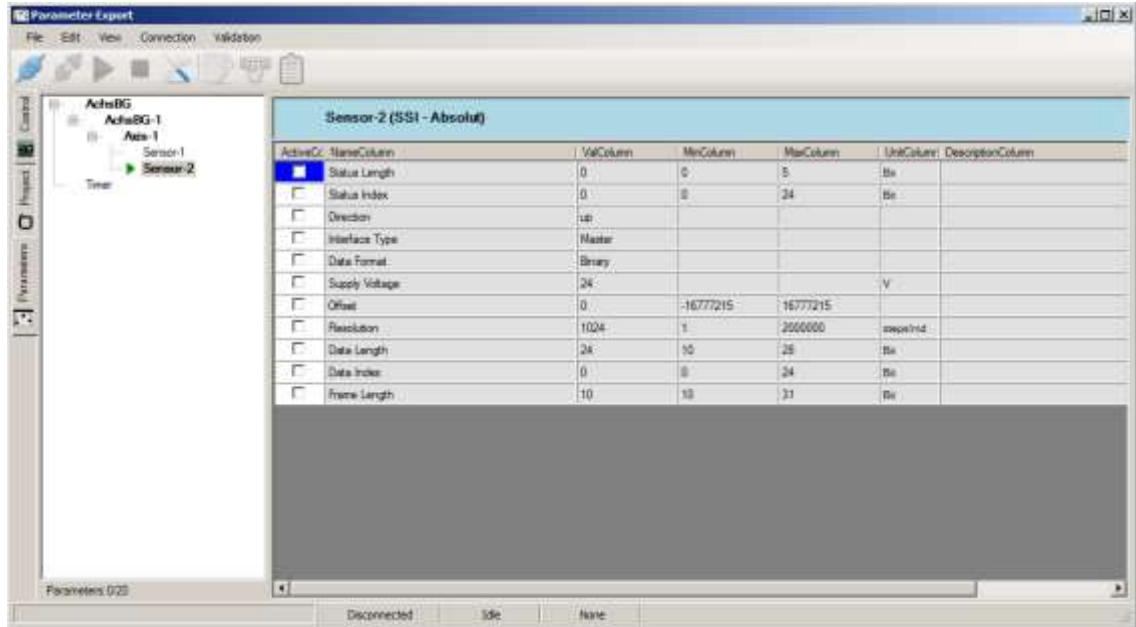 Parameter Export
File Edit View Connection Validation
Control
Project
Parameters
AchsBG
AchsBG-1
Axis-1
Sensor-1
Sensor-2
Timer
Parameters: 0/20
Sensor-2 (SSI - Absolut)
ActiveCo NameColumn ValColumn MinColumn MaxColumn UnitColumn DescriptionColumn
Status Length 0 0 5 Bit
Status Index 0 0 24 Bit
Direction up
Interface Type Master
Data Format Binary
Supply Voltage 24 V
Offset 0 -16777215 16777215
Resolution 1024 1 2000000
Data Length 24 10 Bit
Data Index 0 0 24 Bit
Frame Length 10 10 31 Bit
Disconnected Idle None